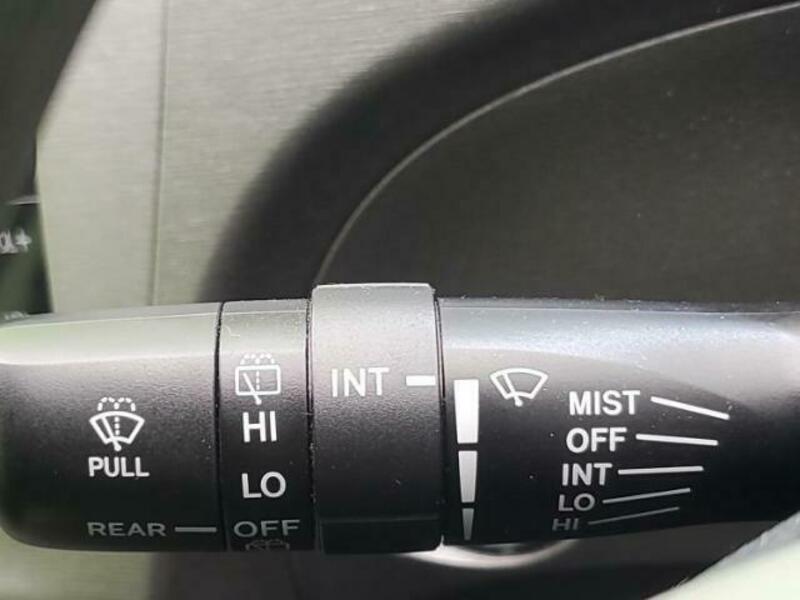 PULL
REAR
HI
LO
OFF
INT
MIST
OFF
INT
LO
HI